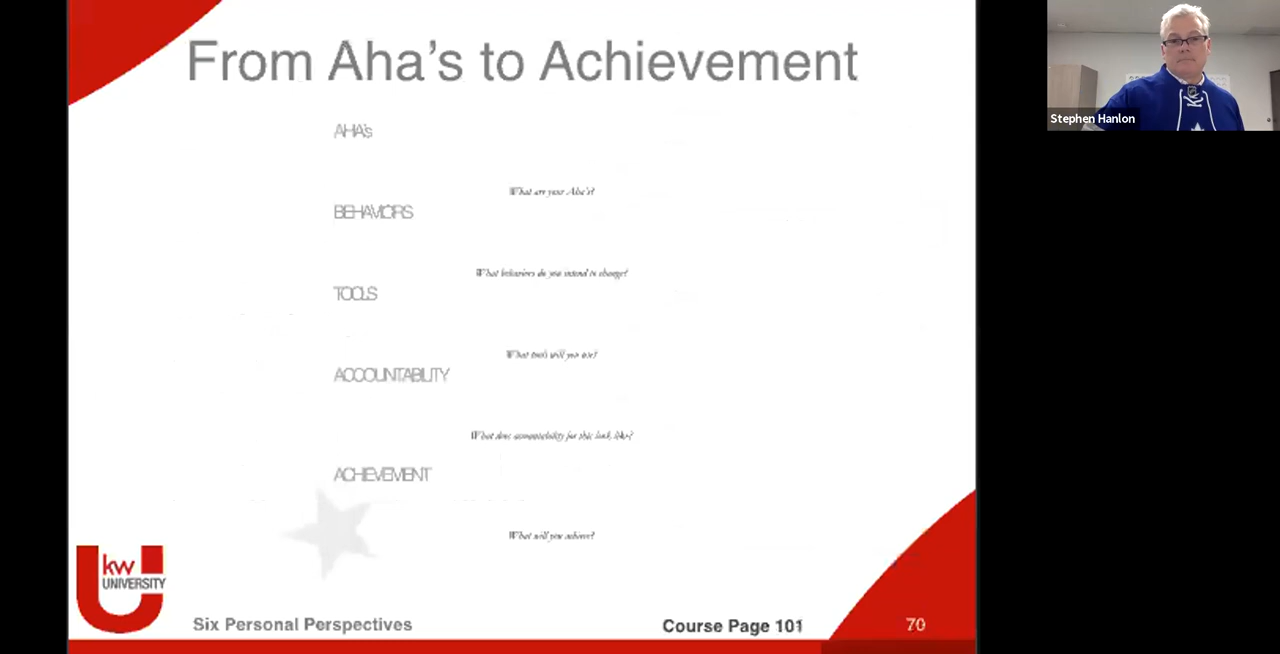 From Aha's to Achievement
Stephen Hanlon
AHA's
What are your Aha's?
BEHAVIORS
What behaviors do you intend to change?
TOOLS
What tools will you use?
ACCOUNTABILITY
What does accountability for this look like?
ACHIEVEMENT
What will you achieve?
kw
UNIVERSITY
Six Personal Perspectives
Course Page 101
70